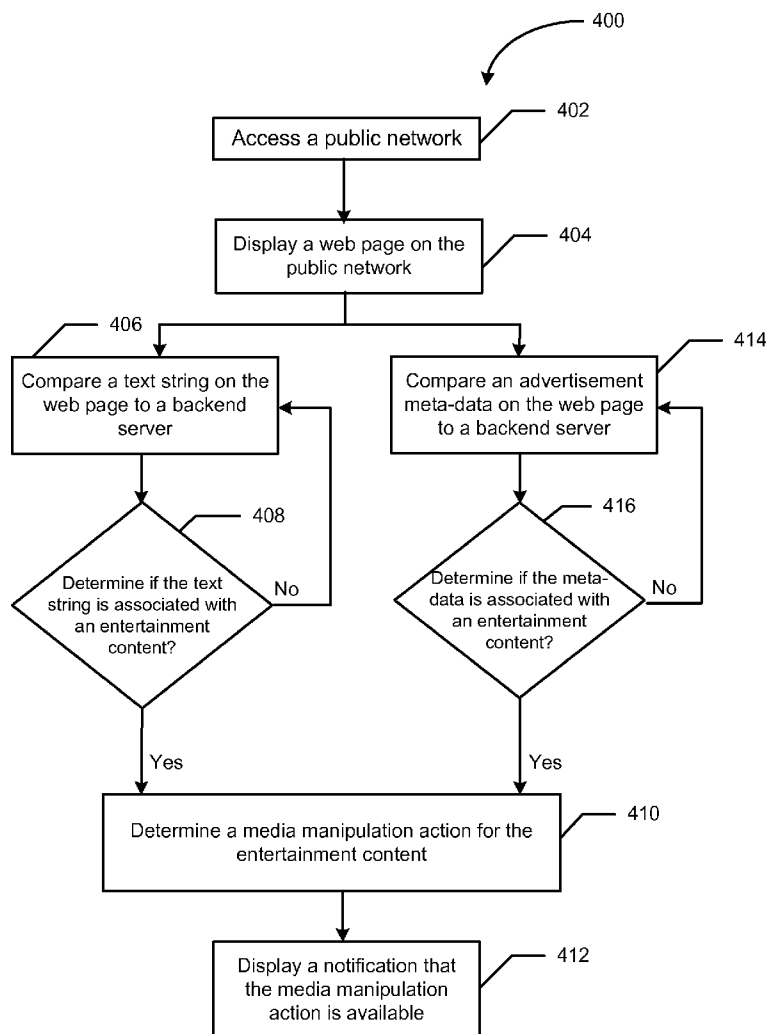 400
402
Access a public network
404
Display a web page on the
public network
406
Compare a text string on the
web page to a backend
server
414
Compare an advertisement
meta-data on the web page
to a backend server
408
Determine if the text
string is associated with
an entertainment
content?
No
416
Determine if the meta-
data is associated with
an entertainment
content?
No
Yes
Yes
410
Determine a media manipulation action for the
entertainment content
412
Display a notification that
the media manipulation
action is available